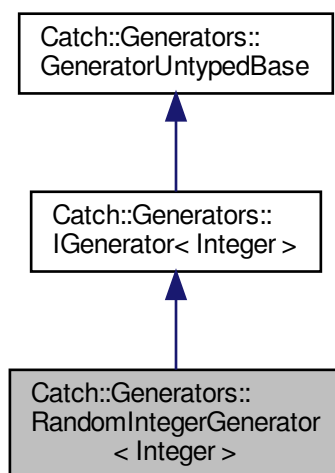 Catch::Generators::
GeneratorUntypedBase
Catch::Generators::
IGenerator< Integer >
Catch::Generators::
RandomIntegerGenerator
< Integer >